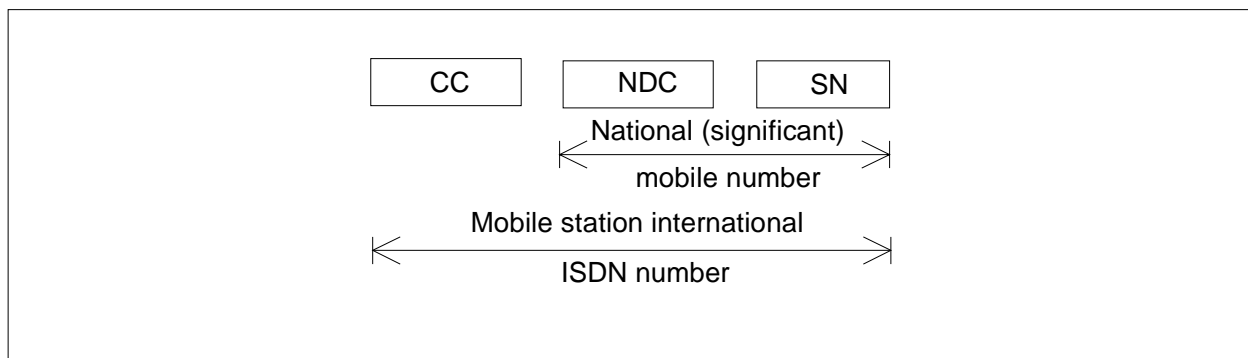 CC NDC SN
National (significant)
mobile number
Mobile station international
ISDN number